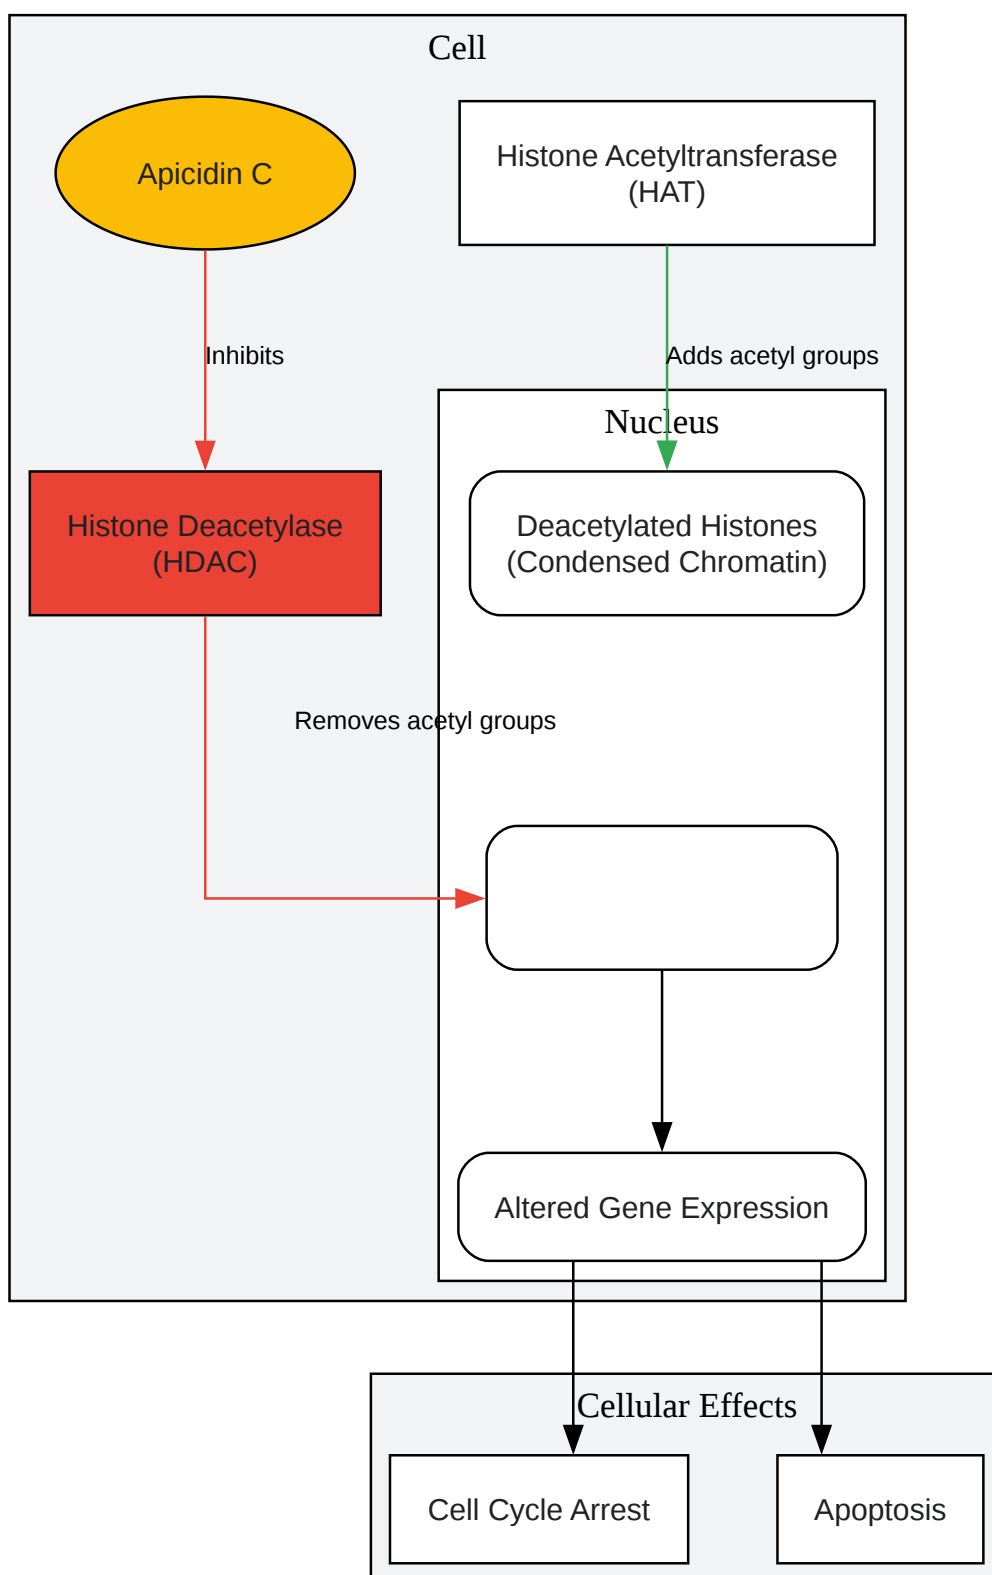 Cell
Apicidin C
Histone Acetyltransferase
(HAT)
Inhibits
Adds acetyl groups
Nucleus
Histone Deacetylase
(HDAC)
Deacetylated Histones
(Condensed Chromatin)
Removes acetyl groups
Altered Gene Expression
Cellular Effects
Cell Cycle Arrest
Apoptosis